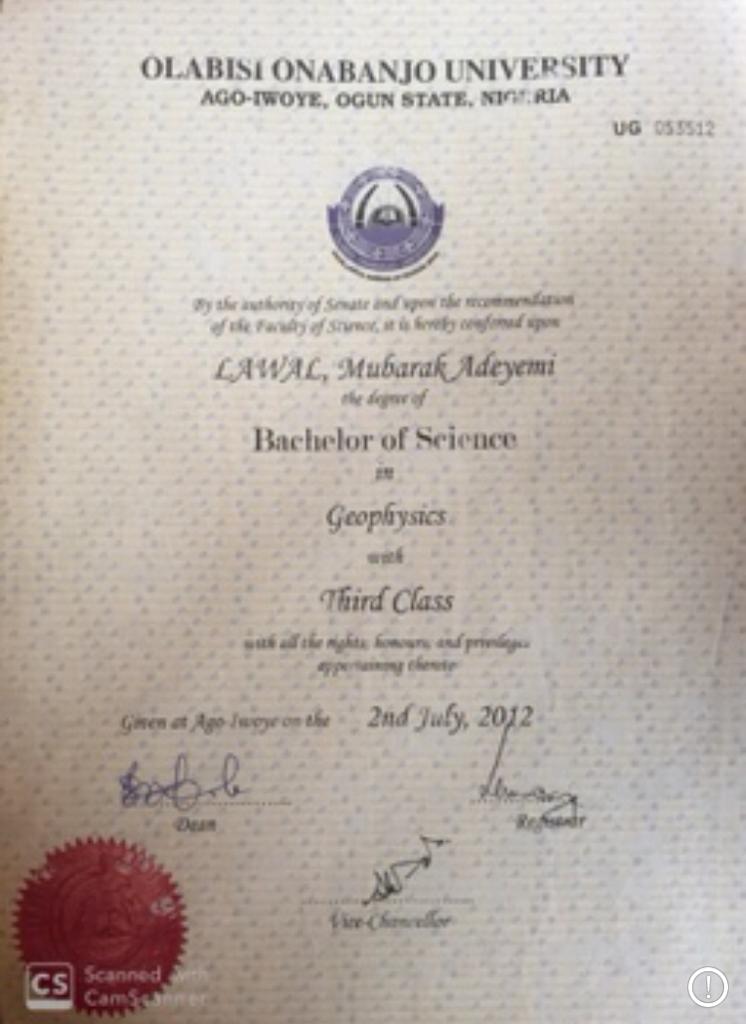 OLABISI ONABANJO UNIVERSITY
AGO-IWOYE, OGUN STATE, NIGERIA
UG 053512
By the authority of Senate and upon the recommendation
of the Faculty of Science, it is hereby conferred upon
LAWAL, Mubarak Adeyemi
the degree of
Bachelor of Science
in
Geophysics
with
Third Class
with all the rights, honours, and privileges
appertaining thereto
Given at Ago-Iwoye on the 2nd July, 2012
Dean
Registrar
Vice-Chancellor
CS Scanned with
CamScanner